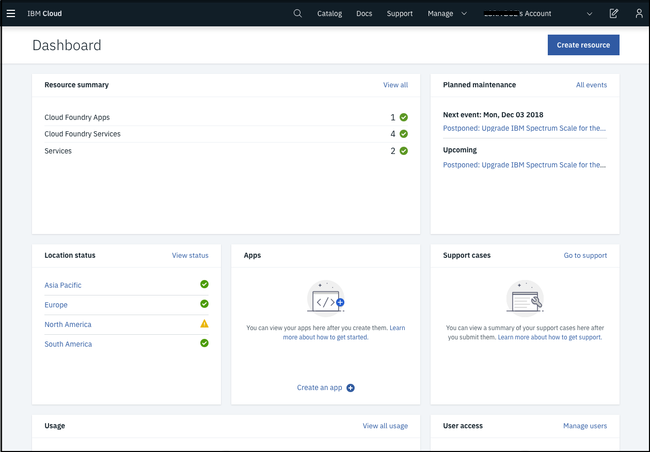 IBM Cloud
Catalog
Docs
Support
Manage
's Account
Dashboard
Create resource
Resource summary
View all
Cloud Foundry Apps 1
Cloud Foundry Services 4
Services 2
Planned maintenance
All events
Next event: Mon, Dec 03 2018
Postponed: Upgrade IBM Spectrum Scale for the...
Upcoming
Postponed: Upgrade IBM Spectrum Scale for the...
Location status
View status
Asia Pacific
Europe
North America
South America
Apps
</>
You can view your apps here after you create them. Learn
more about how to get started.
Create an app
Support cases
Go to support
You can view a summary of your support cases here after
you submit them. Learn more about how to get support.
Usage
View all usage
User access
Manage users